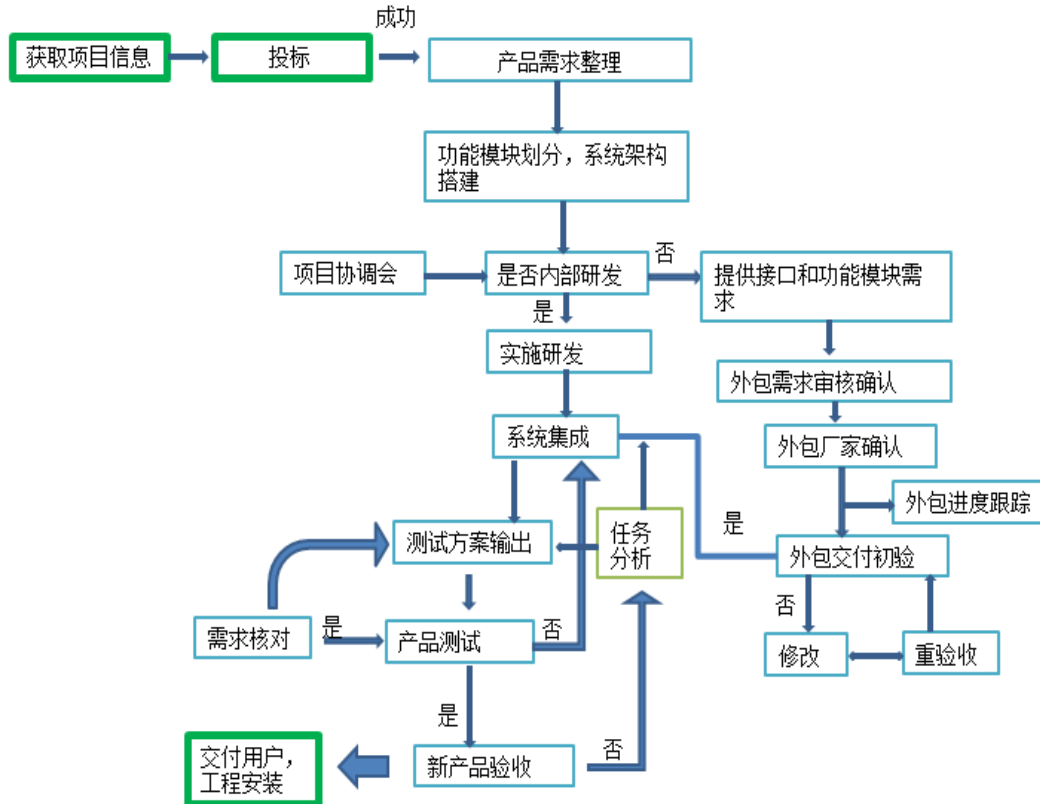 成功
获取项目信息
投标
产品需求整理
功能模块划分，系统架构
搭建
项目协调会
是否内部研发
否
提供接口和功能模块需
求
是
实施研发
外包需求审核确认
系统集成
外包厂家确认
外包进度跟踪
测试方案输出
任务
分析
是
外包交付初验
否
需求核对
是
产品测试
否
修改
重验收
是
交付用户，
工程安装
新产品验收
否